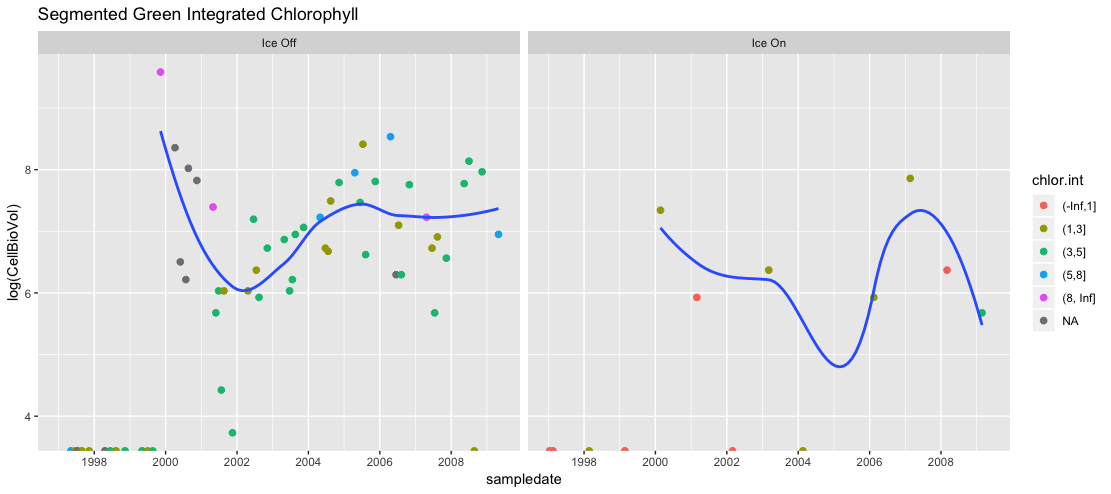 Segmented Green Integrated Chlorophyll
Ice Off
Ice On
log(CellBioVol)
8
6
4
1998 2000 2002 2004 2006 2008
1998 2000 2002 2004 2006 2008
sampledate
chlor.int
(-Inf,1]
(1,3]
(3,5]
(5,8]
(8, Inf]
NA